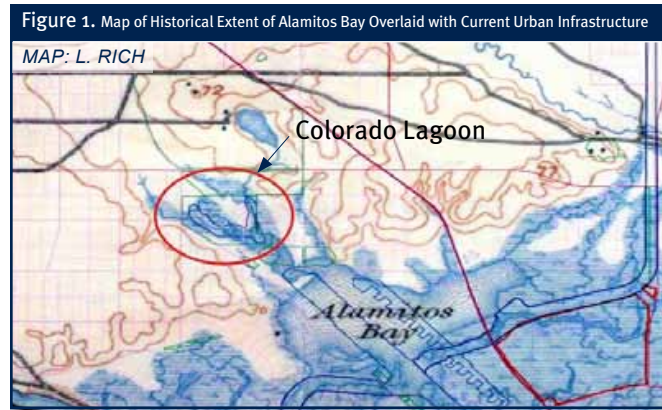 Figure 1. Map of Historical Extent of Alamitos Bay Overlaid with Current Urban Infrastructure
MAP: L. RICH
72
Colorado Lagoon
Alamitos
Bay